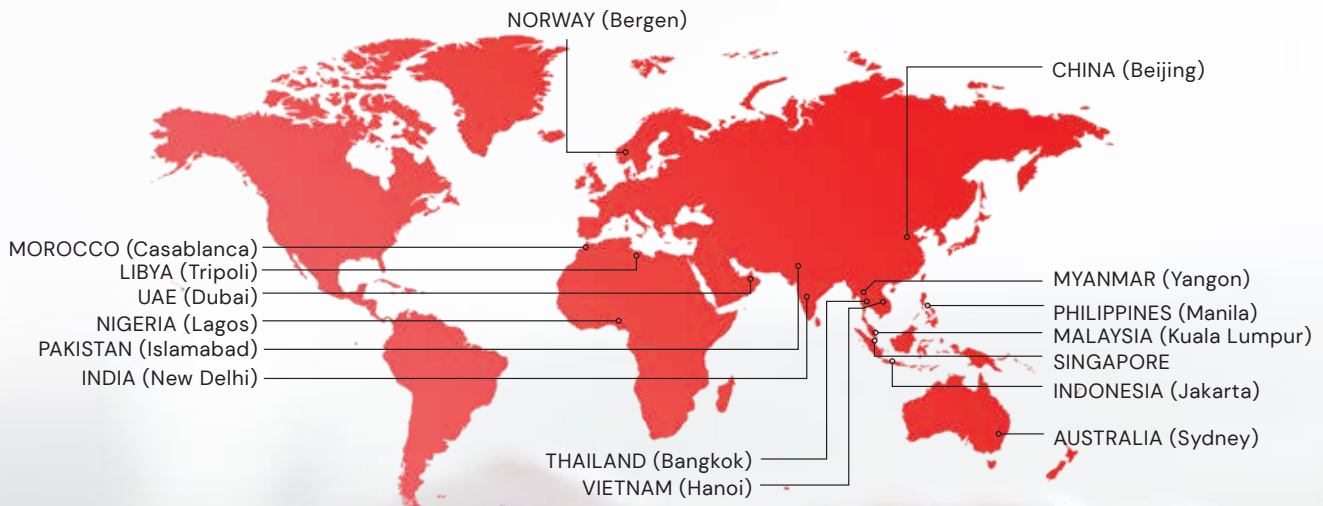 NORWAY (Bergen)
CHINA (Beijing)
MOROCCO (Casablanca)
LIBYA (Tripoli)
UAE (Dubai)
NIGERIA (Lagos)
PAKISTAN (Islamabad)
INDIA (New Delhi)
MYANMAR (Yangon)
PHILIPPINES (Manila)
MALAYSIA (Kuala Lumpur)
SINGAPORE
INDONESIA (Jakarta)
AUSTRALIA (Sydney)
THAILAND (Bangkok)
VIETNAM (Hanoi)